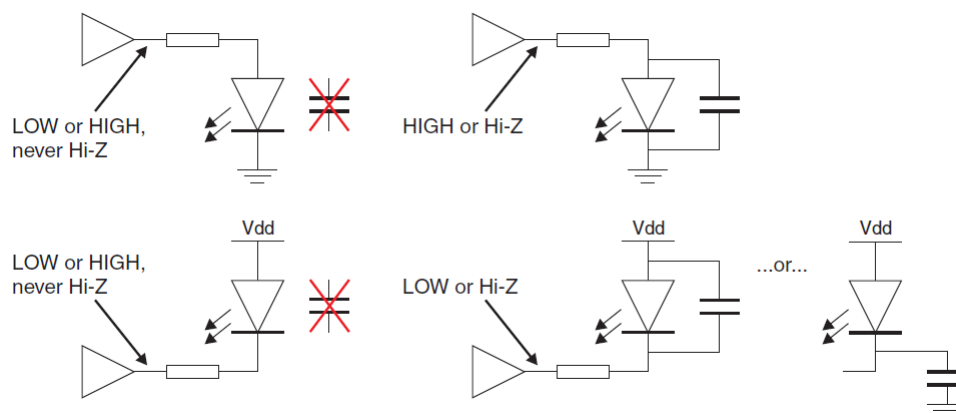 LOW or HIGH,
never Hi-Z
HIGH or Hi-Z
Vdd
LOW or HIGH,
never Hi-Z
Vdd
LOW or Hi-Z
...or...
Vdd